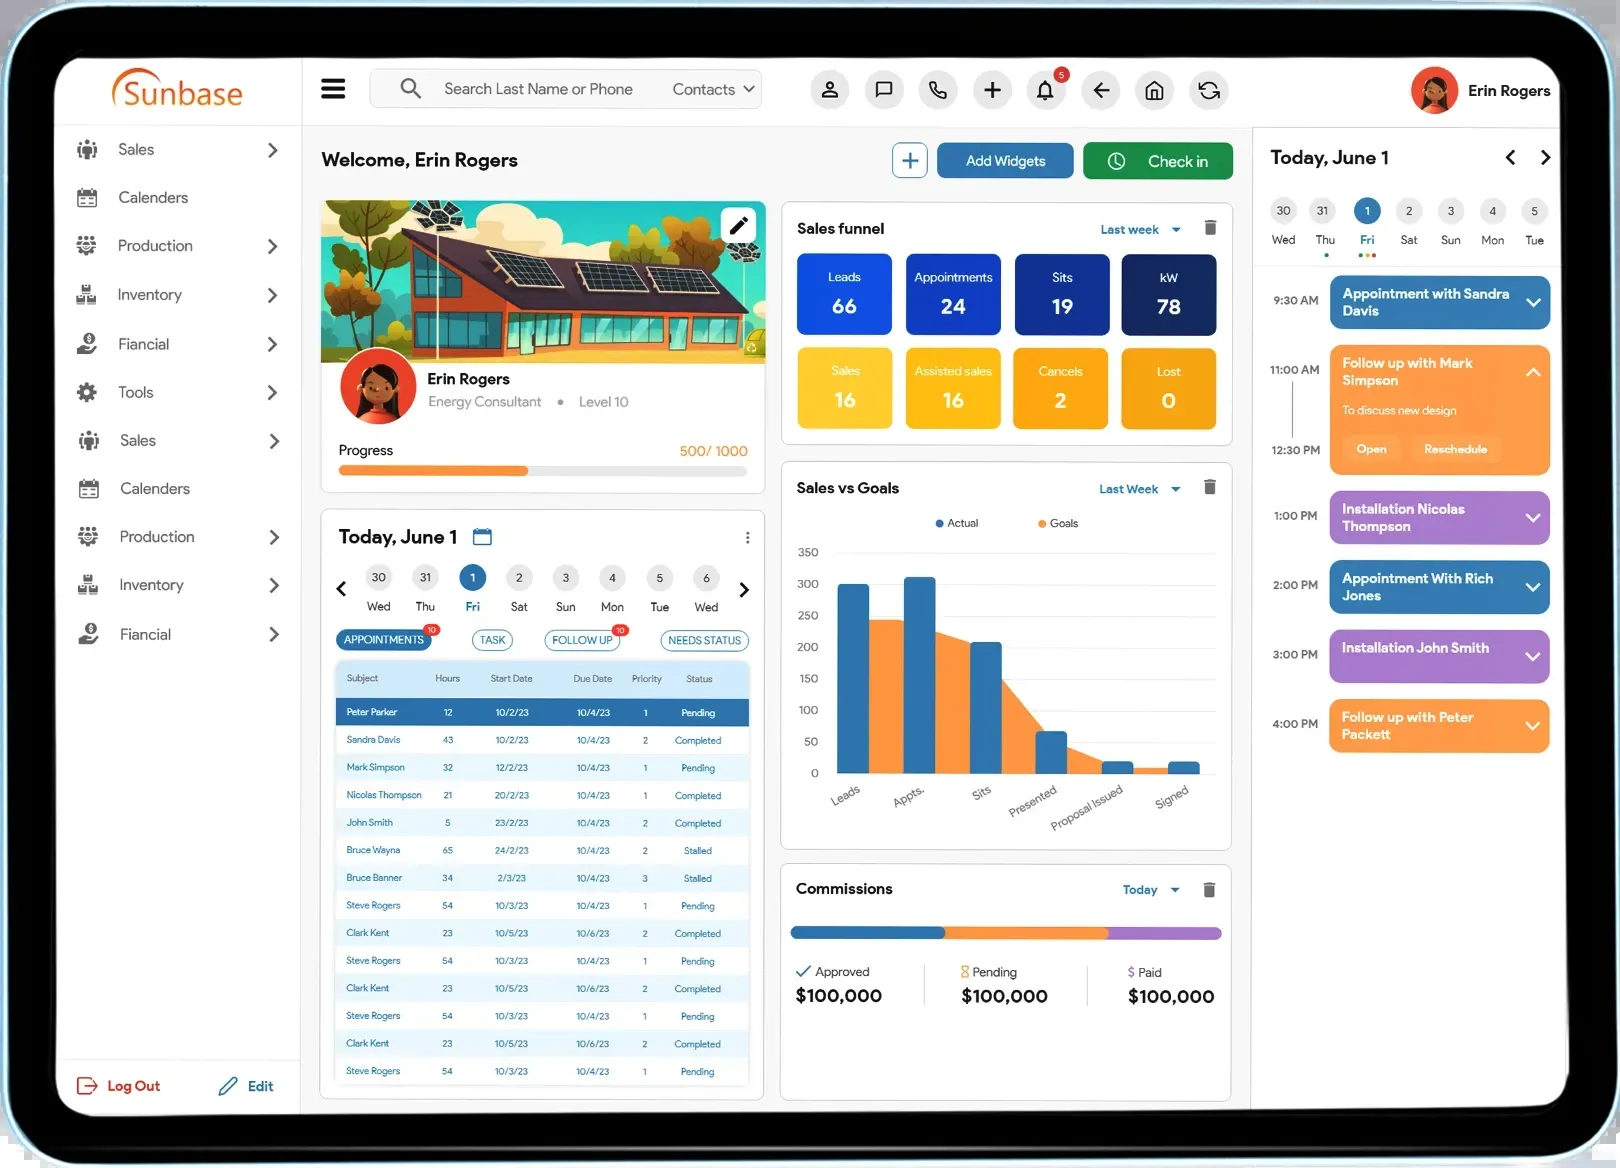 Sunbase
Search Last Name or Phone
Contacts
5
Erin Rogers
Sales
Calenders
Production
Inventory
Fiancial
Tools
Sales
Calenders
Production
Inventory
Fiancial
Log Out
Edit
Welcome, Erin Rogers
Add Widgets
Check in
Erin Rogers
Energy Consultant • Level 10
Progress
500/ 1000
Today, June 1
30 31 1 2 3 4 5 6
Wed Thu Fri Sat Sun Mon Tue Wed
APPOINTMENTS 10 TASK FOLLOW UP 10 NEEDS STATUS
Subject Hours Start Date Due Date Priority Status
Peter Parker 12 10/2/23 10/4/23 1 Pending
Sandra Davis 43 10/2/23 10/4/23 2 Completed
Mark Simpson 32 12/2/23 10/4/23 1 Pending
Nicolas Thompson 21 20/2/23 10/4/23 1 Completed
John Smith 5 23/2/23 10/4/23 2 Completed
Bruce Wayna 65 24/2/23 10/4/23 2 Stalled
Bruce Banner 34 2/3/23 10/4/23 3 Stalled
Steve Rogers 54 10/3/23 10/4/23 1 Pending
Clark Kent 23 10/5/23 10/6/23 2 Completed
Steve Rogers 54 10/3/23 10/4/23 1 Pending
Clark Kent 23 10/5/23 10/6/23 2 Completed
Steve Rogers 54 10/3/23 10/4/23 1 Pending
Clark Kent 23 10/5/23 10/6/23 2 Completed
Steve Rogers 54 10/3/23 10/4/23 1 Pending
Sales funnel
Last week
Leads Appointments Sits kW
66 24 19 78
Sales Assisted sales Cancels Lost
16 16 2 0
Sales vs Goals
Last Week
Actual Goals
350
300
250
200
150
100
50
0
Leads Appts. Sits Presented Proposal Issued Signed
Commissions
Today
Approved Pending $ Paid
$100,000 $100,000 $100,000
Today, June 1
30 31 1 2 3 4 5
Wed Thu Fri Sat Sun Mon Tue
9:30 AM
Appointment with Sandra
Davis
11:00 AM
Follow up with Mark
Simpson
To discuss new design
12:30 PM
Open Reschedule
1:00 PM
Installation Nicolas
Thompson
2:00 PM
Appointment With Rich
Jones
3:00 PM
Installation John Smith
4:00 PM
Follow up with Peter
Packett